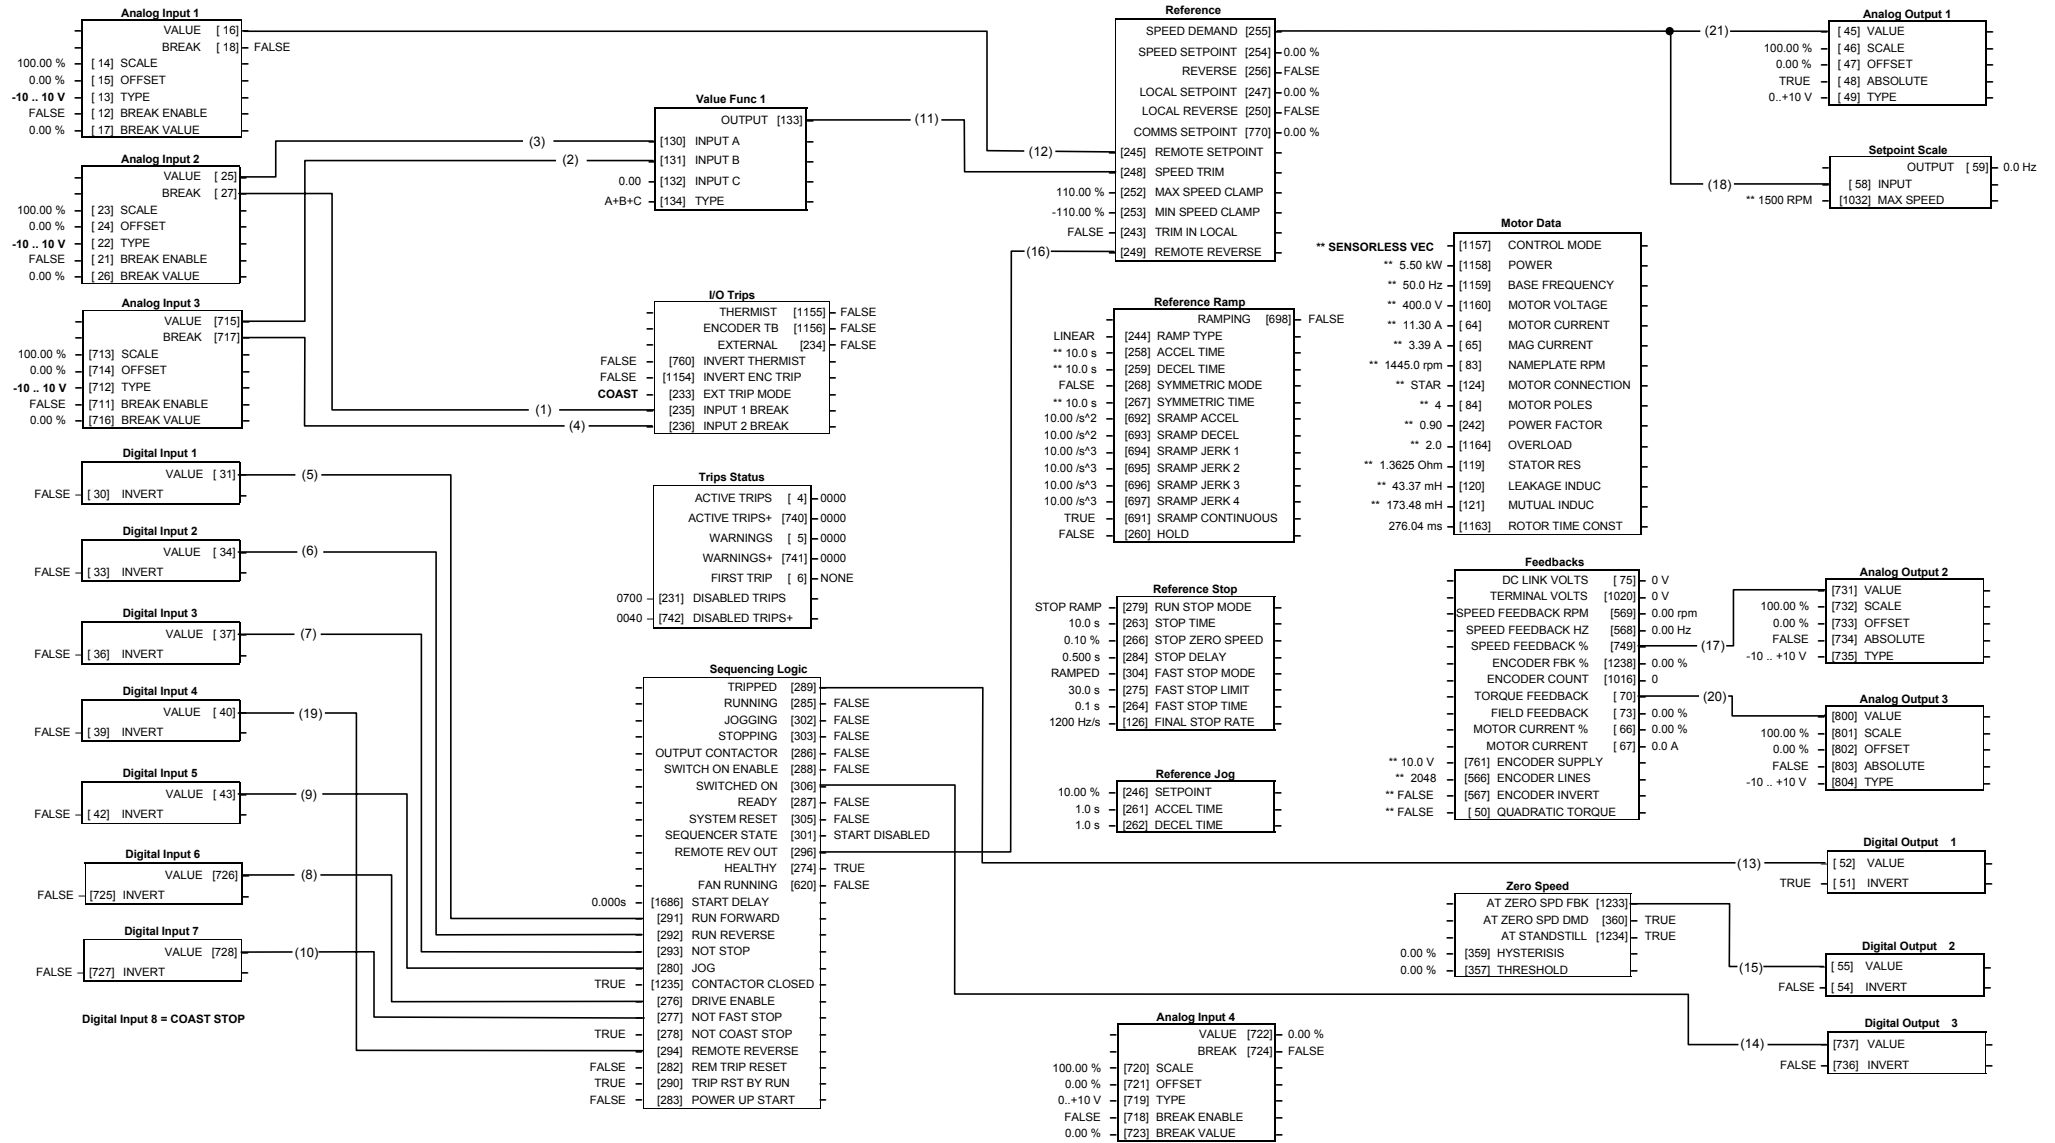 Analog Input 1
VALUE [ 16]
BREAK [ 18] FALSE
100.00 % [ 14] SCALE
0.00 % [ 15] OFFSET
-10 .. 10 V [ 13] TYPE
FALSE [ 12] BREAK ENABLE
0.00 % [ 17] BREAK VALUE
Analog Input 2
VALUE [ 25]
BREAK [ 27]
100.00 % [ 23] SCALE
0.00 % [ 24] OFFSET
-10 .. 10 V [ 22] TYPE
FALSE [ 21] BREAK ENABLE
0.00 % [ 26] BREAK VALUE
Analog Input 3
VALUE [715]
BREAK [717]
100.00 % [713] SCALE
0.00 % [714] OFFSET
-10 .. 10 V [712] TYPE
FALSE [711] BREAK ENABLE
0.00 % [716] BREAK VALUE
Digital Input 1
VALUE [ 31] (5)
FALSE [ 30] INVERT
Digital Input 2
VALUE [ 34] (6)
FALSE [ 33] INVERT
Digital Input 3
VALUE [ 37] (7)
FALSE [ 36] INVERT
Digital Input 4
VALUE [ 40] (19)
FALSE [ 39] INVERT
Digital Input 5
VALUE [ 43] (9)
FALSE [ 42] INVERT
Digital Input 6
VALUE [726] (8)
FALSE [725] INVERT
Digital Input 7
VALUE [728] (10)
FALSE [727] INVERT
Digital Input 8 = COAST STOP
Value Func 1
OUTPUT [133] (11)
(3) [130] INPUT A
(2) [131] INPUT B
0.00 [132] INPUT C
A+B+C [134] TYPE
I/O Trips
THERMIST [1155] FALSE
ENCODER TB [1156] FALSE
EXTERNAL [234] FALSE
FALSE [760] INVERT THERMIST
FALSE [1154] INVERT ENC TRIP
COAST [233] EXT TRIP MODE
(1) [235] INPUT 1 BREAK
(4) [236] INPUT 2 BREAK
Trips Status
ACTIVE TRIPS [ 4] 0000
ACTIVE TRIPS+ [740] 0000
WARNINGS [ 5] 0000
WARNINGS+ [741] 0000
FIRST TRIP [ 6] NONE
0700 [231] DISABLED TRIPS
0040 [742] DISABLED TRIPS+
Sequencing Logic
TRIPPED [289]
RUNNING [285] FALSE
JOGGING [302] FALSE
STOPPING [303] FALSE
OUTPUT CONTACTOR [286] FALSE
SWITCH ON ENABLE [288] FALSE
SWITCHED ON [306]
READY [287] FALSE
SYSTEM RESET [305] FALSE
SEQUENCER STATE [301] START DISABLED
REMOTE REV OUT [296]
HEALTHY [274] TRUE
FAN RUNNING [620] FALSE
0.000s [1686] START DELAY
[291] RUN FORWARD
[292] RUN REVERSE
[293] NOT STOP
[280] JOG
TRUE [1235] CONTACTOR CLOSED
[276] DRIVE ENABLE
[277] NOT FAST STOP
TRUE [278] NOT COAST STOP
[294] REMOTE REVERSE
FALSE [282] REM TRIP RESET
TRUE [290] TRIP RST BY RUN
FALSE [283] POWER UP START
Reference
SPEED DEMAND [255]
SPEED SETPOINT [254] 0.00 %
REVERSE [256] FALSE
LOCAL SETPOINT [247] 0.00 %
LOCAL REVERSE [250] FALSE
COMMS SETPOINT [770] 0.00 %
(12) [245] REMOTE SETPOINT
[248] SPEED TRIM
110.00 % [252] MAX SPEED CLAMP
-110.00 % [253] MIN SPEED CLAMP
FALSE [243] TRIM IN LOCAL
(16) [249] REMOTE REVERSE
Reference Ramp
RAMPING [698] FALSE
LINEAR [244] RAMP TYPE
** 10.0 s [258] ACCEL TIME
** 10.0 s [259] DECEL TIME
FALSE [268] SYMMETRIC MODE
** 10.0 s [267] SYMMETRIC TIME
10.00 /s^2 [692] SRAMP ACCEL
10.00 /s^2 [693] SRAMP DECEL
10.00 /s^3 [694] SRAMP JERK 1
10.00 /s^3 [695] SRAMP JERK 2
10.00 /s^3 [696] SRAMP JERK 3
10.00 /s^3 [697] SRAMP JERK 4
TRUE [691] SRAMP CONTINUOUS
FALSE [260] HOLD
Reference Stop
STOP RAMP [279] RUN STOP MODE
10.0 s [263] STOP TIME
0.10 % [266] STOP ZERO SPEED
0.500 s [284] STOP DELAY
RAMPED [304] FAST STOP MODE
30.0 s [275] FAST STOP LIMIT
0.1 s [264] FAST STOP TIME
1200 Hz/s [126] FINAL STOP RATE
Reference Jog
10.00 % [246] SETPOINT
1.0 s [261] ACCEL TIME
1.0 s [262] DECEL TIME
Analog Input 4
VALUE [722] 0.00 %
BREAK [724] FALSE
100.00 % [720] SCALE
0.00 % [721] OFFSET
0..+10 V [719] TYPE
FALSE [718] BREAK ENABLE
0.00 % [723] BREAK VALUE
Motor Data
** SENSORLESS VEC [1157] CONTROL MODE
** 5.50 kW [1158] POWER
** 50.0 Hz [1159] BASE FREQUENCY
** 400.0 V [1160] MOTOR VOLTAGE
** 11.30 A [ 64] MOTOR CURRENT
** 3.39 A [ 65] MAG CURRENT
** 1445.0 rpm [ 83] NAMEPLATE RPM
** STAR [124] MOTOR CONNECTION
** 4 [ 84] MOTOR POLES
** 0.90 [242] POWER FACTOR
** 2.0 [1164] OVERLOAD
** 1.3625 Ohm [119] STATOR RES
** 43.37 mH [120] LEAKAGE INDUC
** 173.48 mH [121] MUTUAL INDUC
276.04 ms [1163] ROTOR TIME CONST
Feedbacks
DC LINK VOLTS [ 75] 0 V
TERMINAL VOLTS [1020] 0 V
SPEED FEEDBACK RPM [569] 0.00 rpm
SPEED FEEDBACK HZ [568] 0.00 Hz
SPEED FEEDBACK % [749] (17)
ENCODER FBK % [1238] 0.00 %
ENCODER COUNT [1016] 0
TORQUE FEEDBACK [ 70] (20)
FIELD FEEDBACK [ 73] 0.00 %
MOTOR CURRENT % [ 66] 0.00 %
MOTOR CURRENT [ 67] 0.0 A
** 10.0 V [761] ENCODER SUPPLY
** 2048 [566] ENCODER LINES
** FALSE [567] ENCODER INVERT
** FALSE [ 50] QUADRATIC TORQUE
Zero Speed
AT ZERO SPD FBK [1233]
AT ZERO SPD DMD [360] TRUE
AT STANDSTILL [1234] TRUE
0.00 % [359] HYSTERISIS
0.00 % [357] THRESHOLD
Analog Output 1
(21) [ 45] VALUE
100.00 % [ 46] SCALE
0.00 % [ 47] OFFSET
TRUE [ 48] ABSOLUTE
0..+10 V [ 49] TYPE
Setpoint Scale
OUTPUT [ 59] 0.0 Hz
(18) [ 58] INPUT
** 1500 RPM [1032] MAX SPEED
Analog Output 2
[731] VALUE
100.00 % [732] SCALE
0.00 % [733] OFFSET
FALSE [734] ABSOLUTE
-10 .. +10 V [735] TYPE
Analog Output 3
[800] VALUE
100.00 % [801] SCALE
0.00 % [802] OFFSET
FALSE [803] ABSOLUTE
-10 .. +10 V [804] TYPE
Digital Output 1
(13) [ 52] VALUE
TRUE [ 51] INVERT
Digital Output 2
(15) [ 55] VALUE
FALSE [ 54] INVERT
Digital Output 3
(14) [737] VALUE
FALSE [736] INVERT